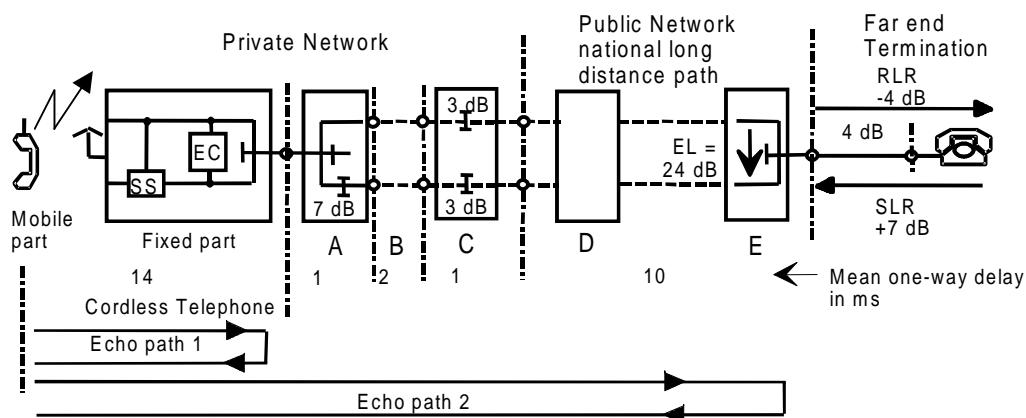 Private Network
Public Network
national long
distance path
Far end
Termination
RLR
-4 dB
3 dB
EC
SS
7 dB
3 dB
EL =
24 dB
4 dB
SLR
+7 dB
Mobile
part
Fixed part
A
B
C
D
E
14
1
2
1
10
Mean one-way delay
in ms
Cordless Telephone
Echo path 1
Echo path 2